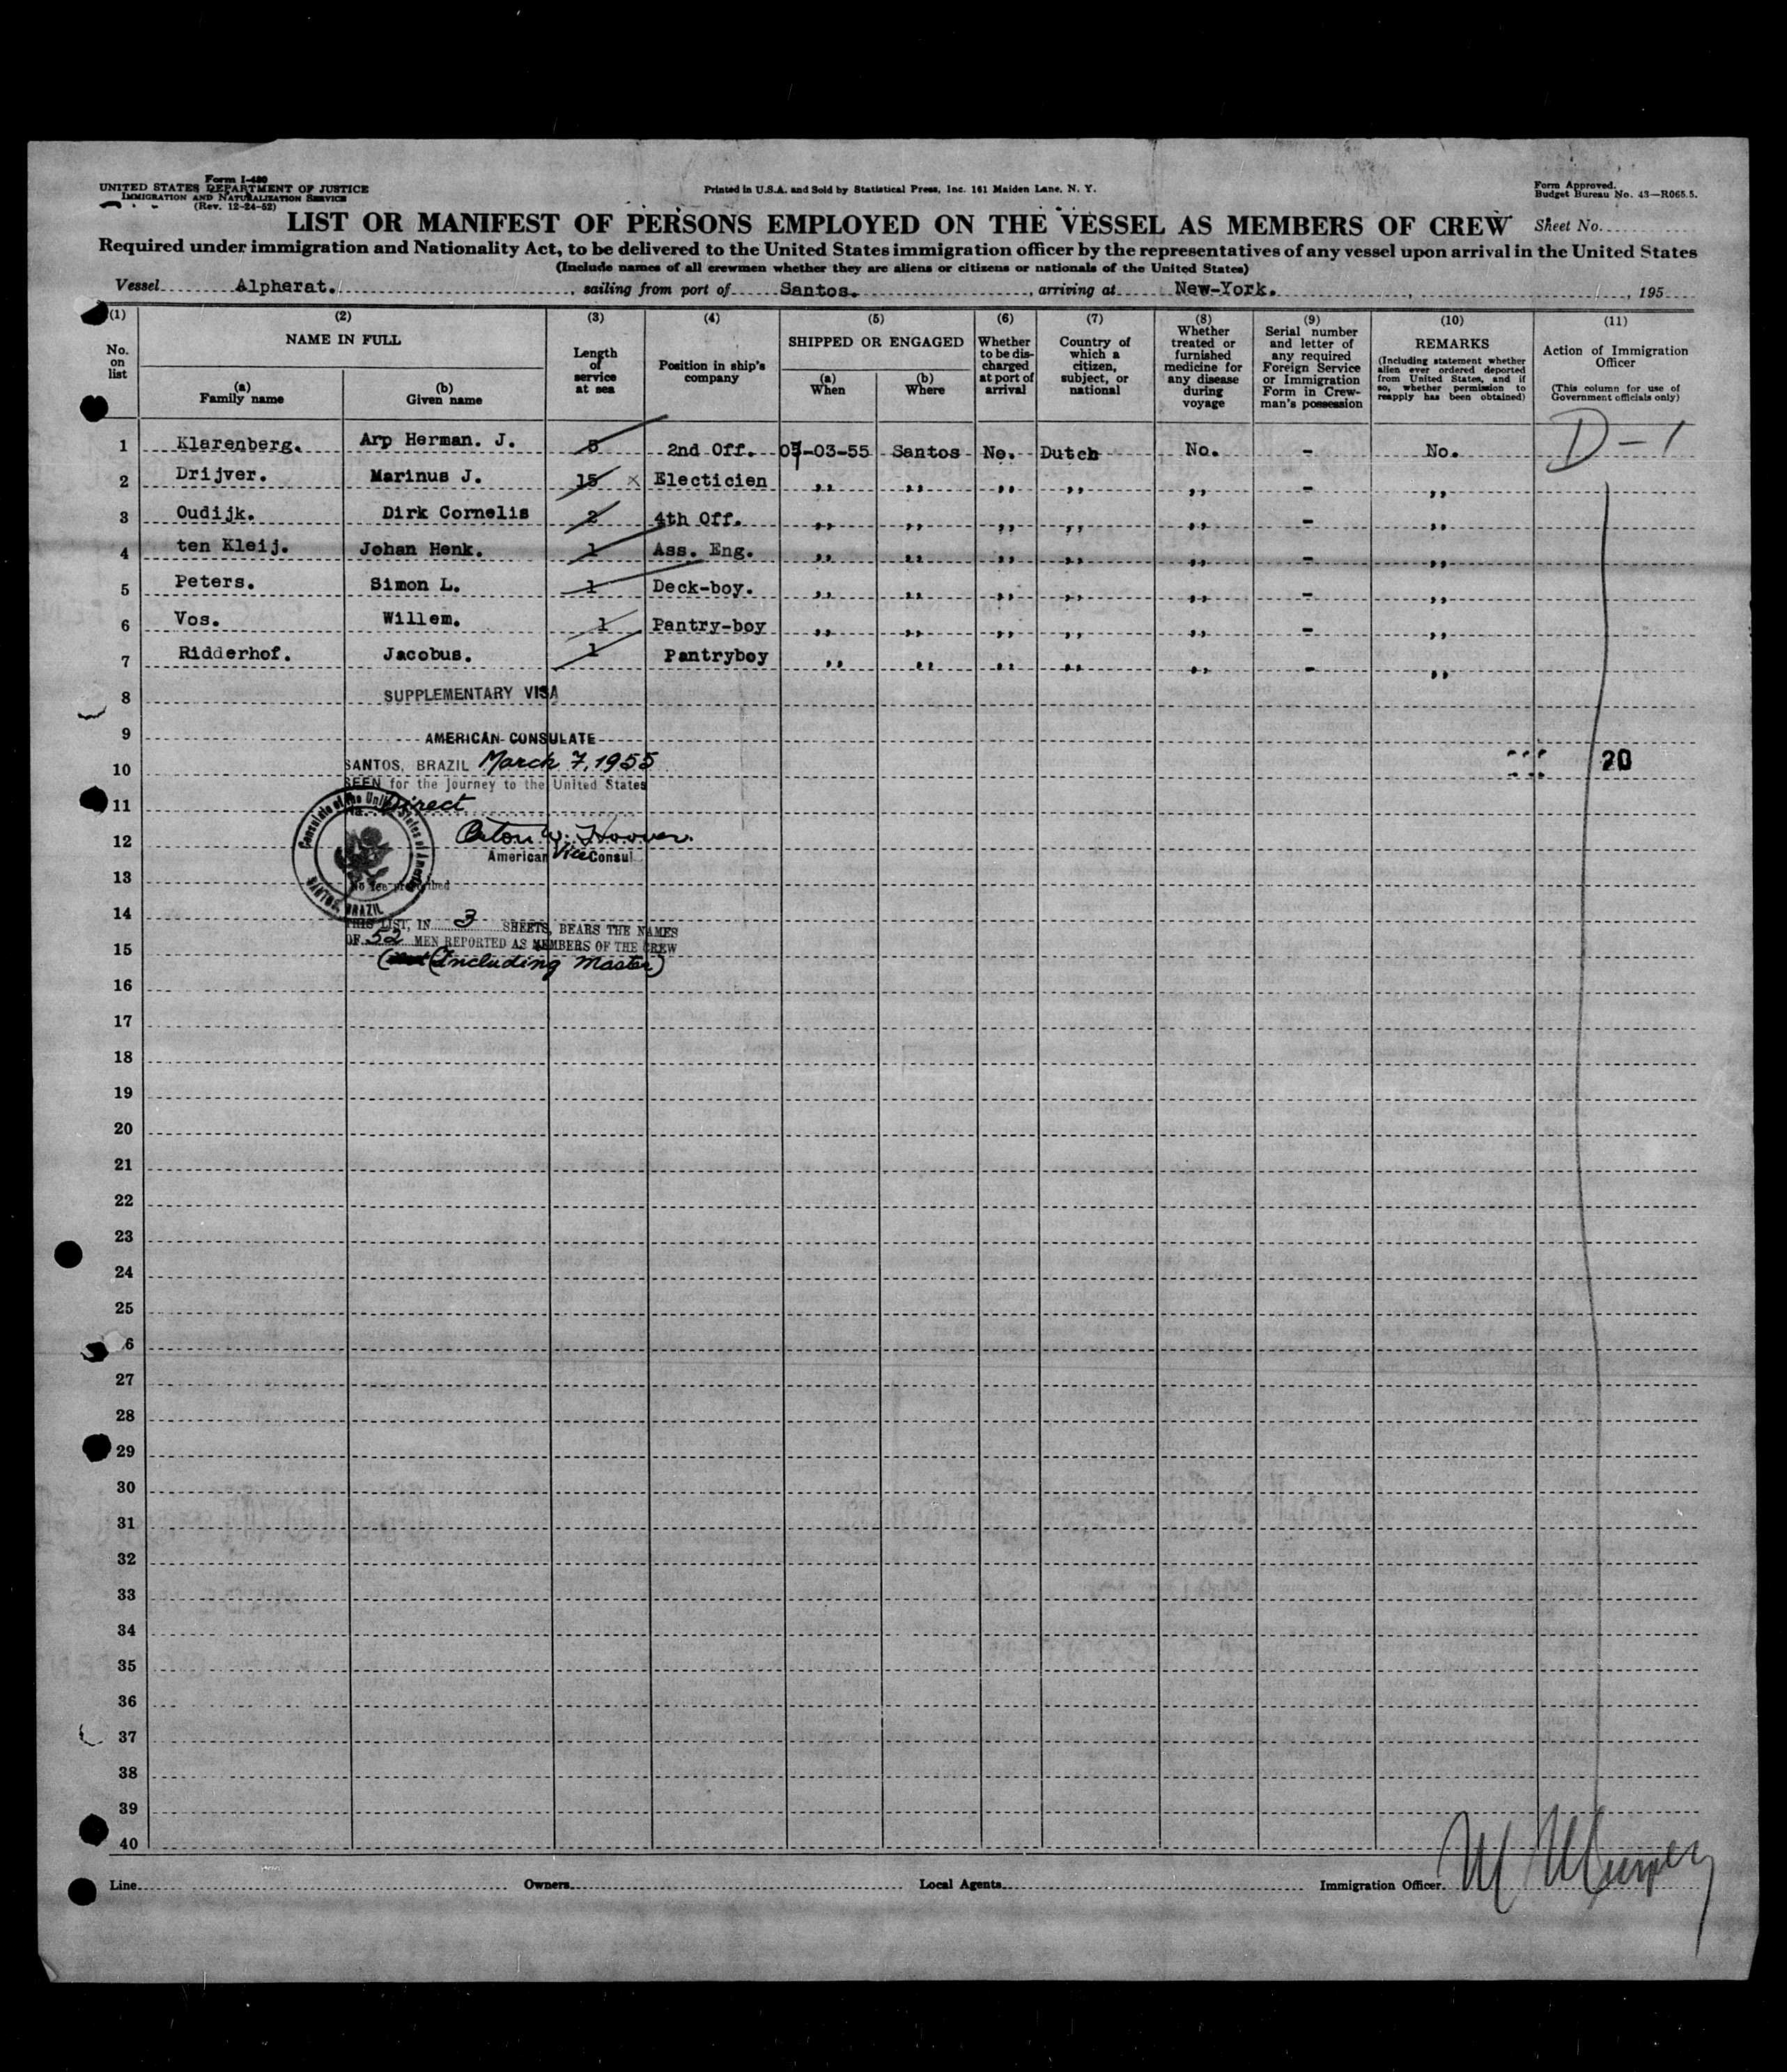 Form I-480
UNITED STATES DEPARTMENT OF JUSTICE
IMMIGRATION AND NATURALIZATION SERVICE
(Rev. 12-24-52)
Printed in U.S.A. and Sold by Statistical Press, Inc. 161 Maiden Lane, N. Y.
Form Approved.
Budget Bureau No. 43—R065.5.
LIST OR MANIFEST OF PERSONS EMPLOYED ON THE VESSEL AS MEMBERS OF CREW Sheet No.
Required under immigration and Nationality Act, to be delivered to the United States immigration officer by the representatives of any vessel upon arrival in the United States
(Include names of all crewmen whether they are aliens or citizens or nationals of the United States)
Vessel Alpherat. , sailing from port of Santos. , arriving at New-York. , , 195
(1) No. on list
(2) NAME IN FULL
(a) Family name
(b) Given name
(3) Length of service at sea
(4) Position in ship's company
(5) SHIPPED OR ENGAGED
(a) When
(b) Where
(6) Whether to be discharged at port of arrival
(7) Country of which a citizen, subject, or national
(8) Whether treated or furnished medicine for any disease during voyage
(9) Serial number and letter of any required Foreign Service or Immigration Form in Crewman's possession
(10) REMARKS (Including statement whether alien ever ordered deported from United States, and if so, whether permission to reapply has been obtained)
(11) Action of Immigration Officer (This column for use of Government officials only)
1 Klarenberg. Arp Herman. J. 5 2nd Off. 07-03-55 Santos No. Dutch No. - No. D-1
2 Drijver. Marinus J. 15 x Electicien ,, ,, ,, ,, ,, - ,,
3 Oudijk. Dirk Cornelis 2 4th Off. ,, ,, ,, ,, ,, - ,,
4 ten Kleij. Johan Henk. 1 Ass. Eng. ,, ,, ,, ,, ,, - ,,
5 Peters. Simon L. 1 Deck-boy. ,, ,, ,, ,, ,, - ,,
6 Vos. Willem. 1 Pantry-boy ,, ,, ,, ,, ,, - ,,
7 Ridderhof. Jacobus. 1 Pantryboy ,, ,, ,, ,, ,, - ,,
8 SUPPLEMENTARY VISA
9 AMERICAN CONSULATE
10 SANTOS, BRAZIL March 7, 1955 20
SEEN for the journey to the United States
11 Direct
Consulate of the United States of America
SANTOS, BRAZIL
12 W. Hoover.
American Vice Consul
13 No fee prescribed
14 THIS LIST, IN 3 SHEETS, BEARS THE NAMES
OF 52 MEN REPORTED AS MEMBERS OF THE CREW
15 (Including Master)
16
17
18
19
20
21
22
23
24
25
26
27
28
29
30
31
32
33
34
35
36
37
38
39
40
Line Owners Local Agents Immigration Officer